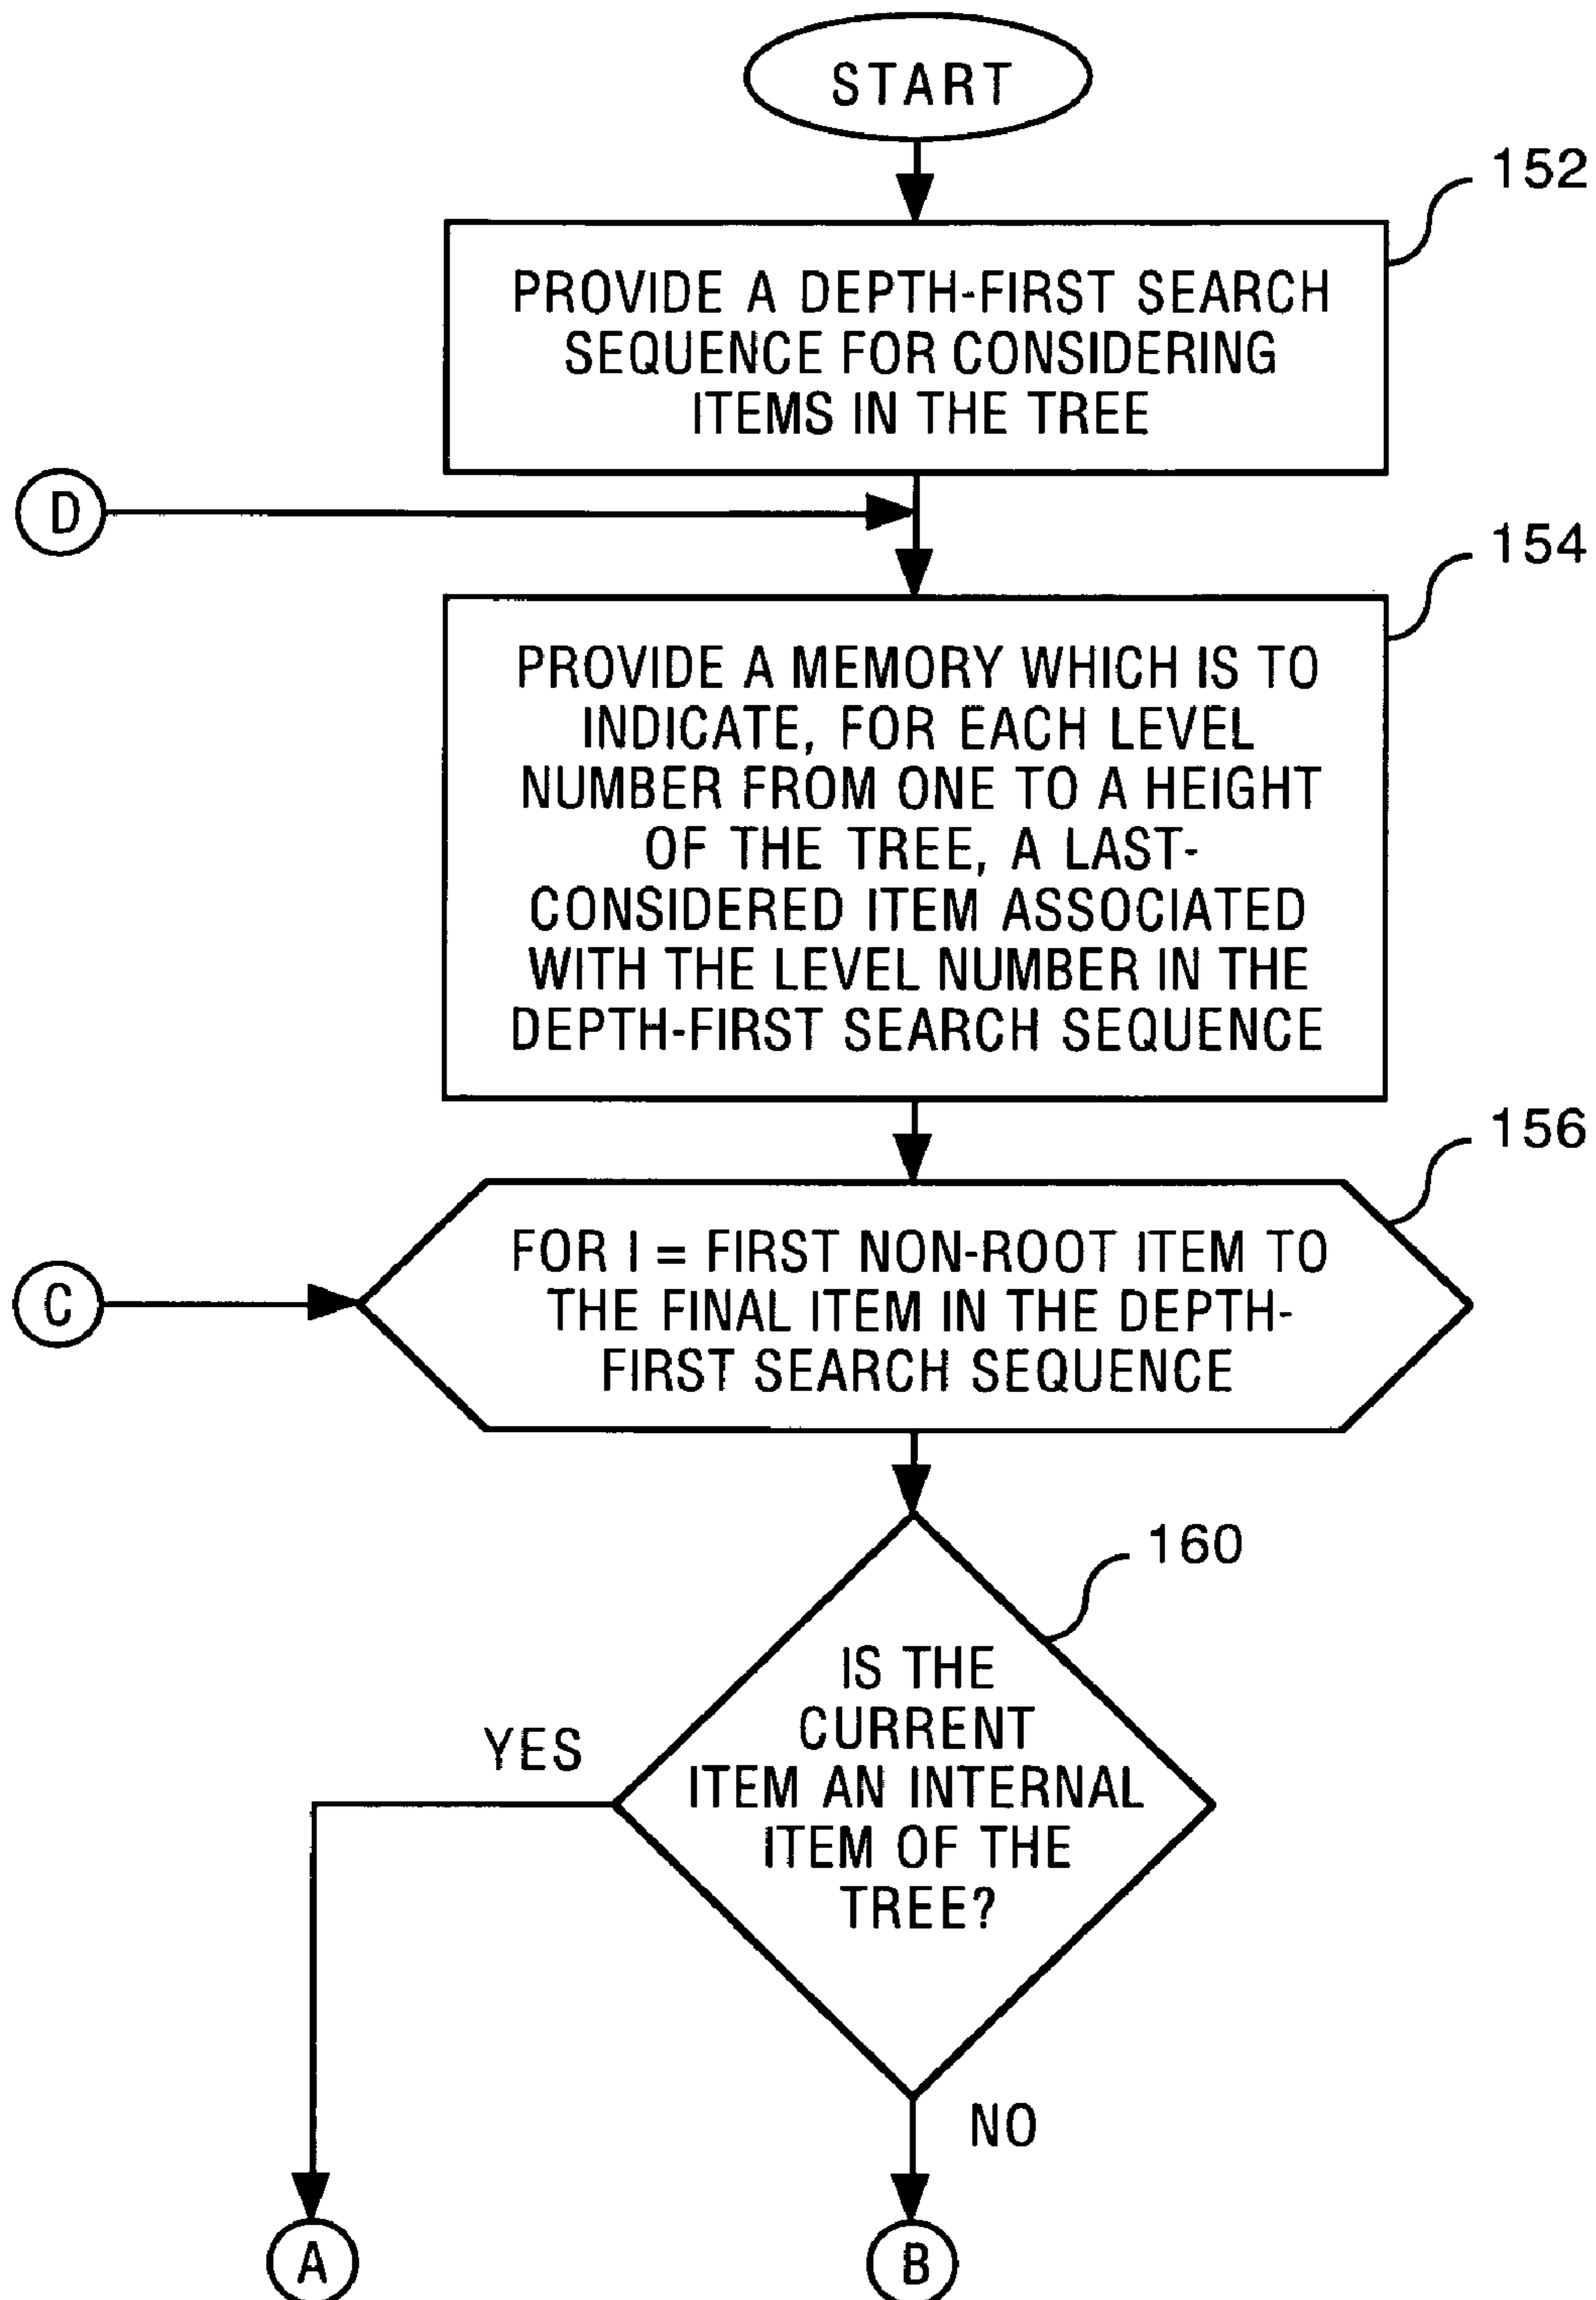 START
152
PROVIDE A DEPTH-FIRST SEARCH
SEQUENCE FOR CONSIDERING
ITEMS IN THE TREE
D
154
PROVIDE A MEMORY WHICH IS TO
INDICATE, FOR EACH LEVEL
NUMBER FROM ONE TO A HEIGHT
OF THE TREE, A LAST-
CONSIDERED ITEM ASSOCIATED
WITH THE LEVEL NUMBER IN THE
DEPTH-FIRST SEARCH SEQUENCE
156
FOR I = FIRST NON-ROOT ITEM TO
THE FINAL ITEM IN THE DEPTH-
FIRST SEARCH SEQUENCE
C
160
IS THE
CURRENT
ITEM AN INTERNAL
ITEM OF THE
TREE?
YES
NO
A
B